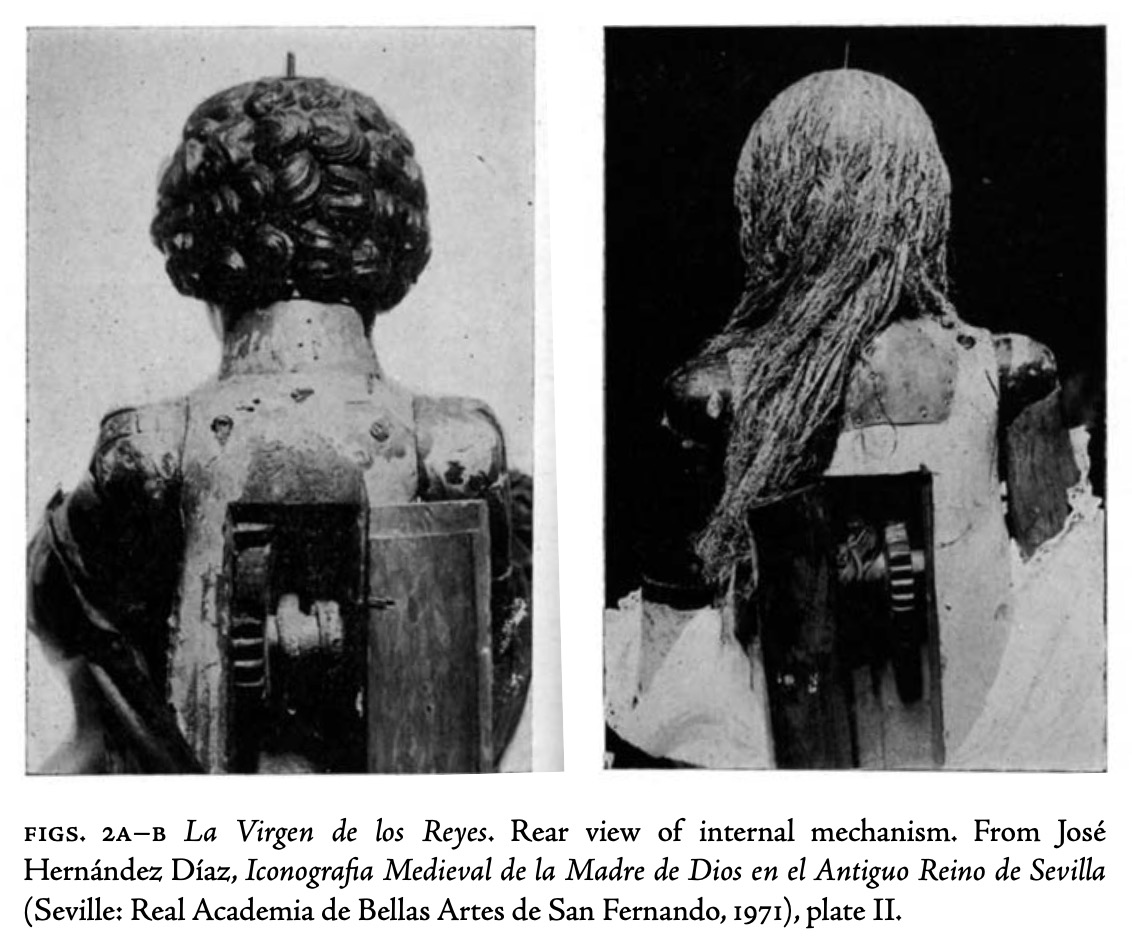 FIGS. 2A–B La Virgen de los Reyes. Rear view of internal mechanism. From José
Hernández Díaz, Iconografia Medieval de la Madre de Dios en el Antiguo Reino de Sevilla
(Seville: Real Academia de Bellas Artes de San Fernando, 1971), plate II.